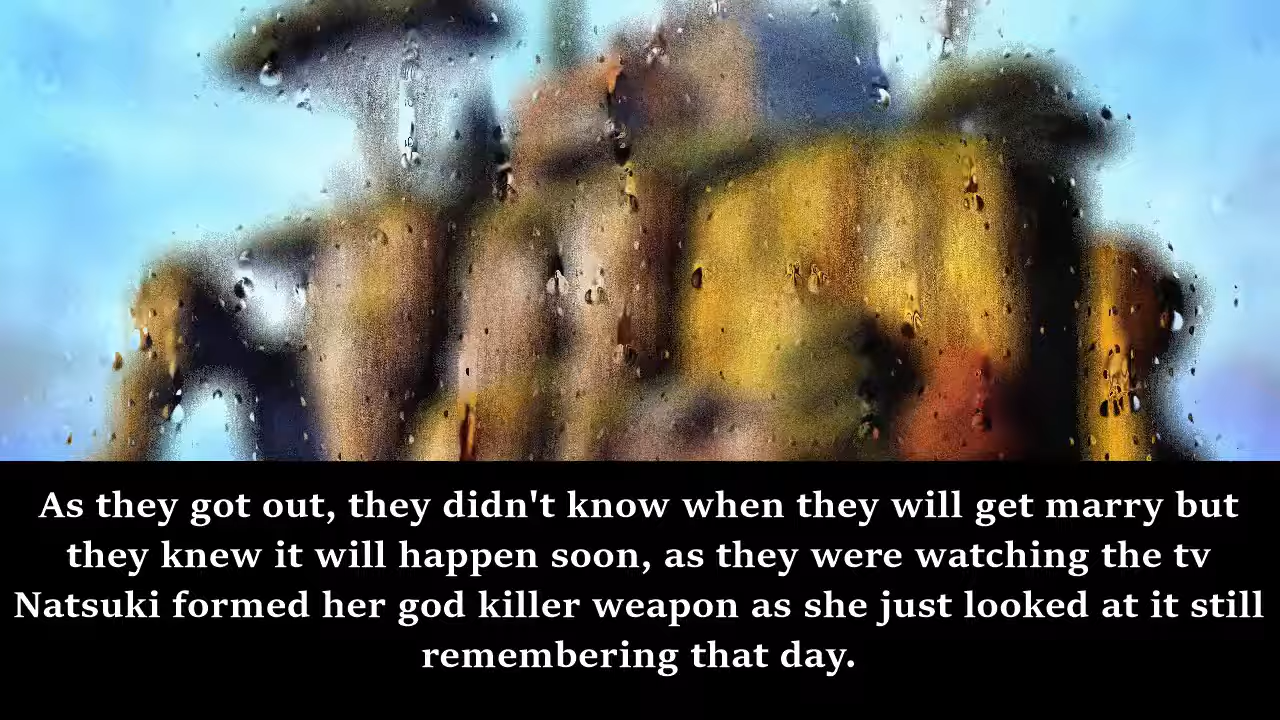 As they got out, they didn't know when they will get marry but
they knew it will happen soon, as they were watching the tv
Natsuki formed her god killer weapon as she just looked at it still
remembering that day.